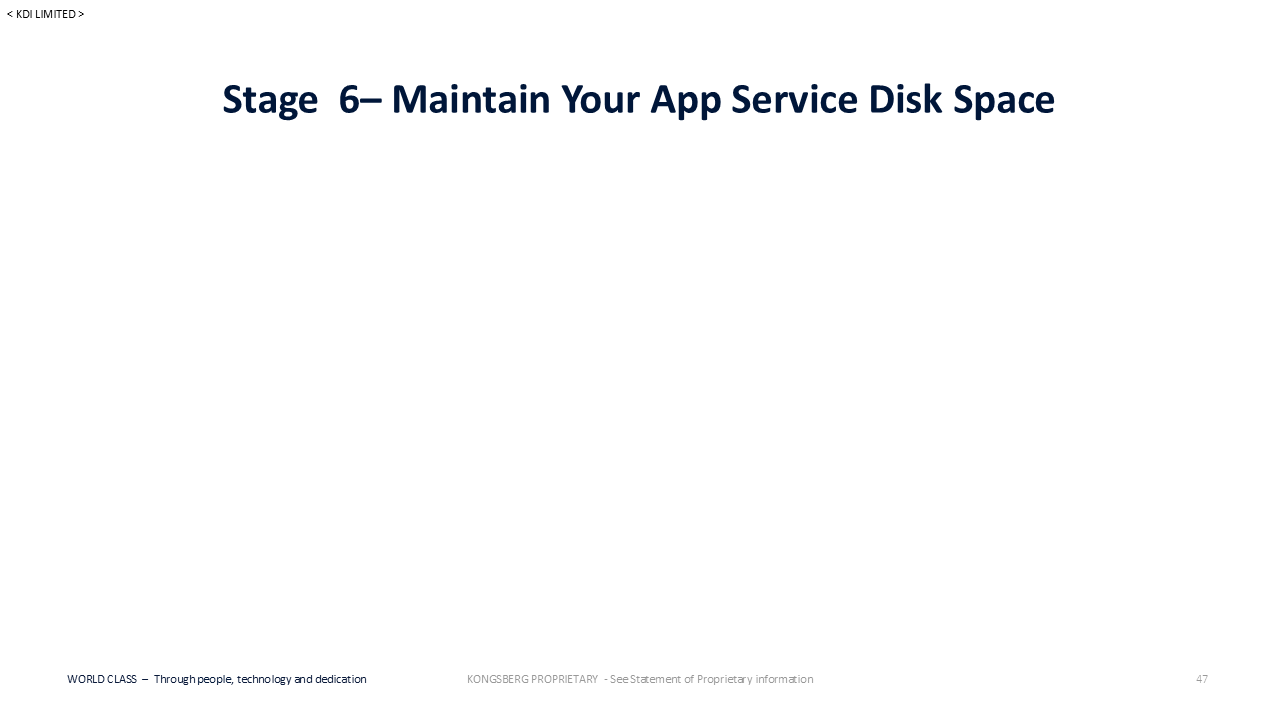 < KDI LIMITED >
Stage  6– Maintain Your App Service Disk Space
WORLD CLASS – Through people, technology and dedication
KONGSBERG PROPRIETARY - See Statement of Proprietary information
47